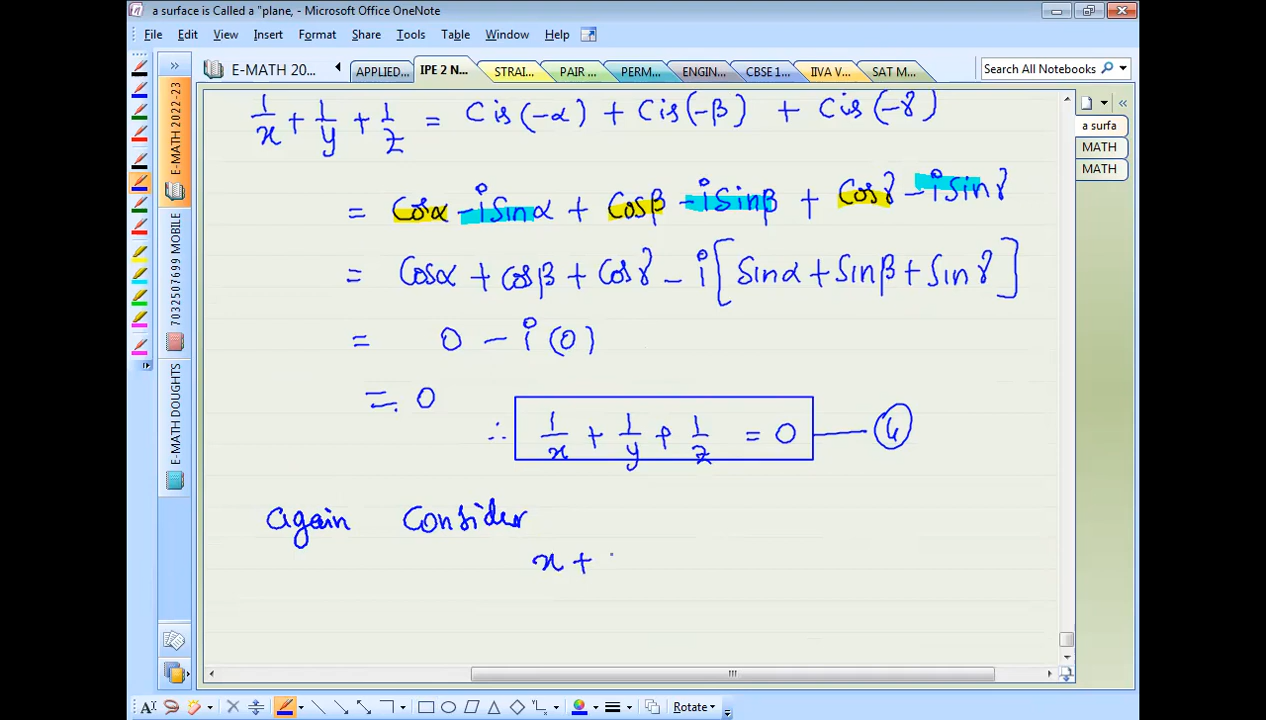 a surface is Called a "plane, - Microsoft Office OneNote
File Edit View Insert Format Share Tools Table Window Help
E-MATH 20... APPLIED... IPE 2 N... STRAI... PAIR ... PERM... ENGIN... CBSE 1... IIVA V... SAT M... Search All Notebooks
E-MATH 2022-23
7032507699 MOBILE
E-MATH DOUGHTS
a surfa
MATH
MATH
1/x + 1/y + 1/z = Cis(-α) + Cis(-β) + Cis(-γ)
= Cosα - i Sinα + Cosβ - i Sinβ + Cosγ - i Sinγ
= Cosα + Cosβ + Cosγ - i [Sinα + Sinβ + Sinγ]
= 0 - i (0)
= 0
∴ 1/x + 1/y + 1/z = 0 — 4
Again Consider
x +
Rotate